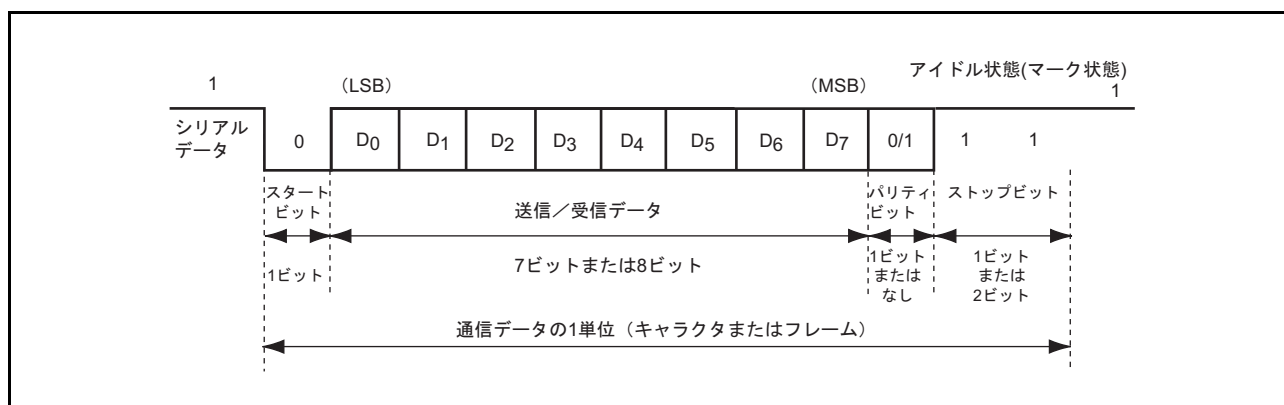 アイドル状態(マーク状態)
1 (LSB) (MSB) 1
シリアル
データ
0 D0 D1 D2 D3 D4 D5 D6 D7 0/1 1 1
スタート
ビット
送信／受信データ
パリティ
ビット
ストップビット
1ビット
7ビットまたは8ビット
1ビット
または
なし
1ビット
または
2ビット
通信データの1単位（キャラクタまたはフレーム）